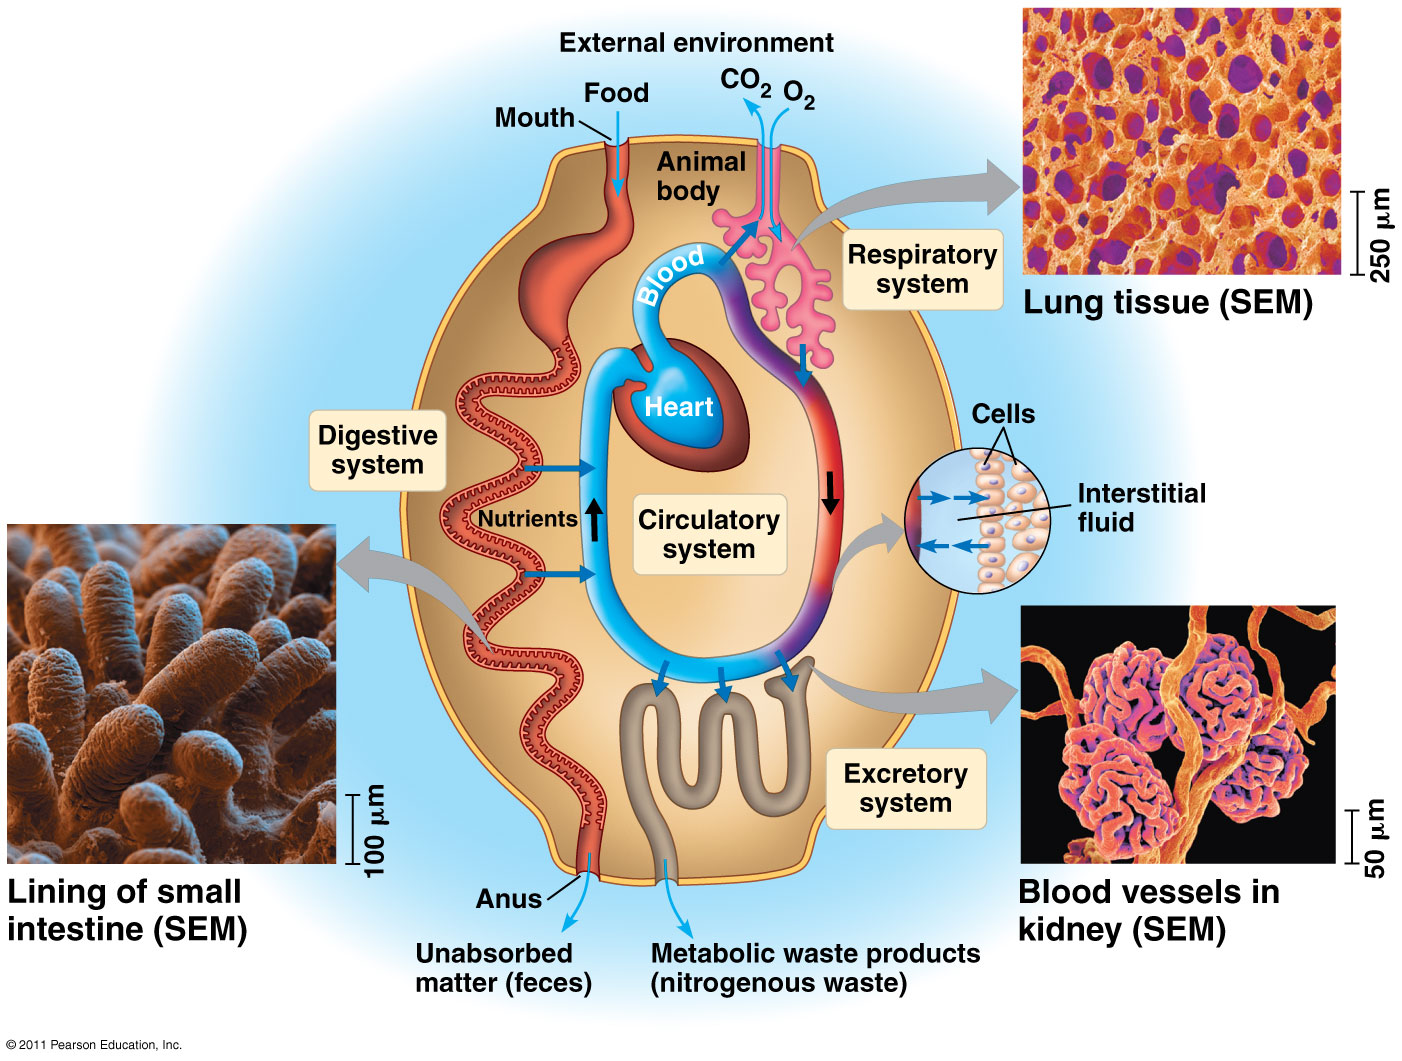 External environment
CO2 O2
Food
Mouth
Animal
body
Respiratory
system
250 µm
Lung tissue (SEM)
Blood
Heart
Digestive
system
Cells
Nutrients
Circulatory
system
Interstitial
fluid
100 µm
Lining of small
intestine (SEM)
Excretory
system
50 µm
Blood vessels in
kidney (SEM)
Anus
Unabsorbed
matter (feces)
Metabolic waste products
(nitrogenous waste)
© 2011 Pearson Education, Inc.